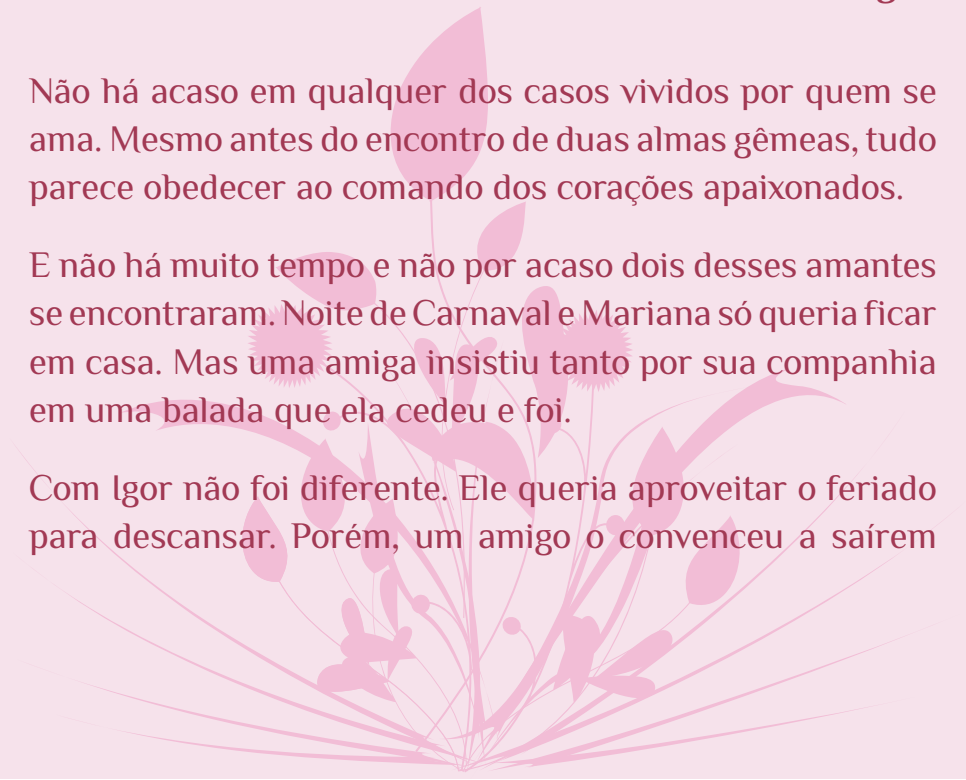 Não há acaso em qualquer dos casos vividos por quem se
ama. Mesmo antes do encontro de duas almas gêmeas, tudo
parece obedecer ao comando dos corações apaixonados.
E não há muito tempo e não por acaso dois desses amantes
se encontraram. Noite de Carnaval e Mariana só queria ficar
em casa. Mas uma amiga insistiu tanto por sua companhia
em uma balada que ela cedeu e foi.
Com Igor não foi diferente. Ele queria aproveitar o feriado
para descansar. Porém, um amigo o convenceu a saírem